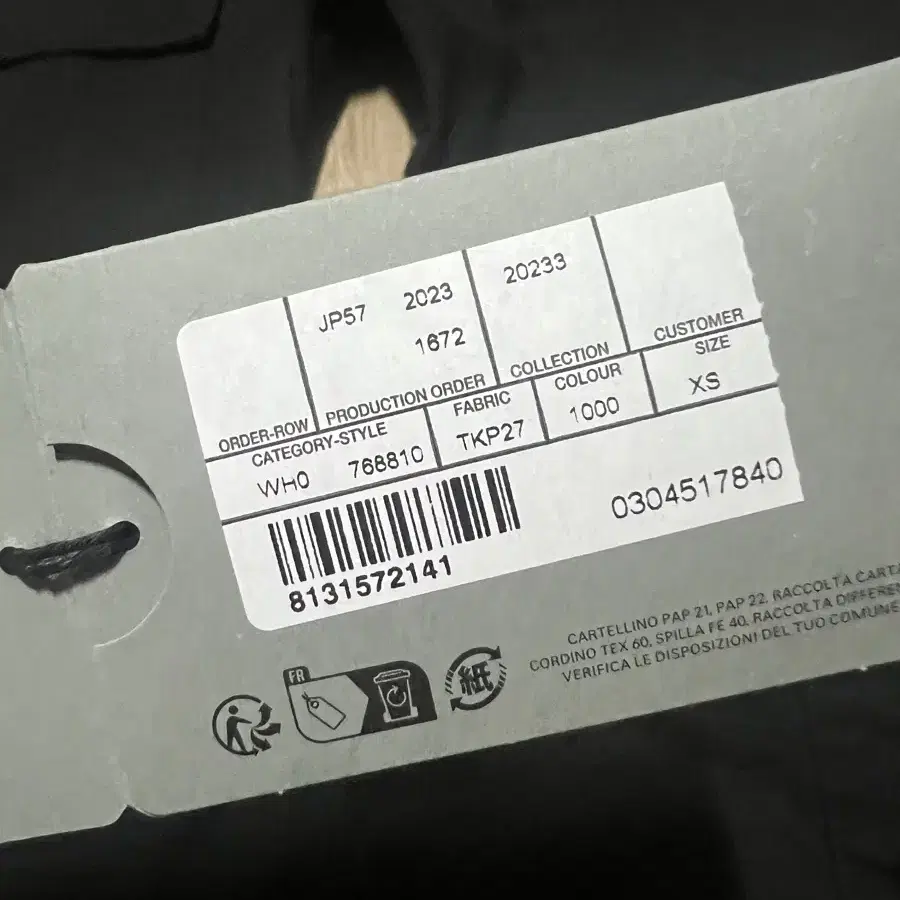 JP57 2023
1672
20233
ORDER-ROW
PRODUCTION ORDER
COLLECTION
CUSTOMER
CATEGORY-STYLE
FABRIC
COLOUR
SIZE
WH0 768810
TKP27
1000
XS
8131572141
0304517840
FR
紙
CARTELLINO PAP 21, PAP 22. RACCOLTA
CORDINO TEX 60, SPILLA FE 40. RACCOLTA
VERIFICA LE DISPOSIZIONI DEL TUO COMUNE